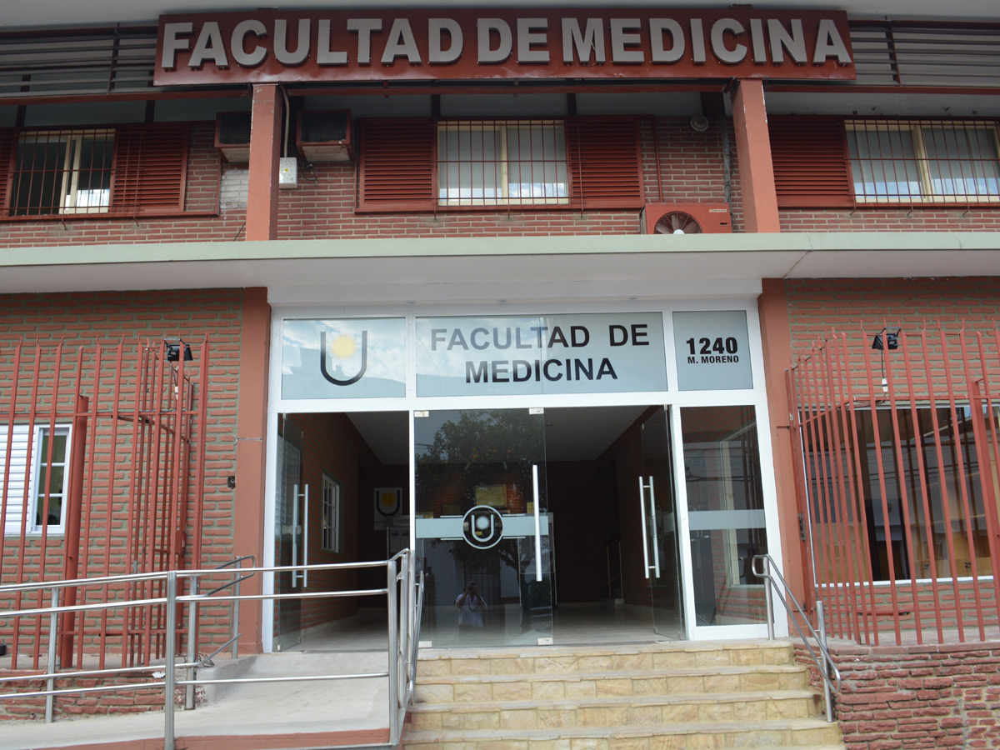 FACULTAD DE MEDICINA
FACULTAD DE
MEDICINA
1240
M. MORENO